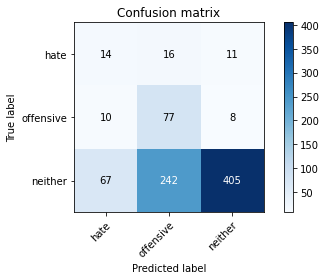 Confusion matrix
True label
hate 14 16 11
offensive 10 77 8
neither 67 242 405
hate offensive neither
Predicted label
400
350
300
250
200
150
100
50